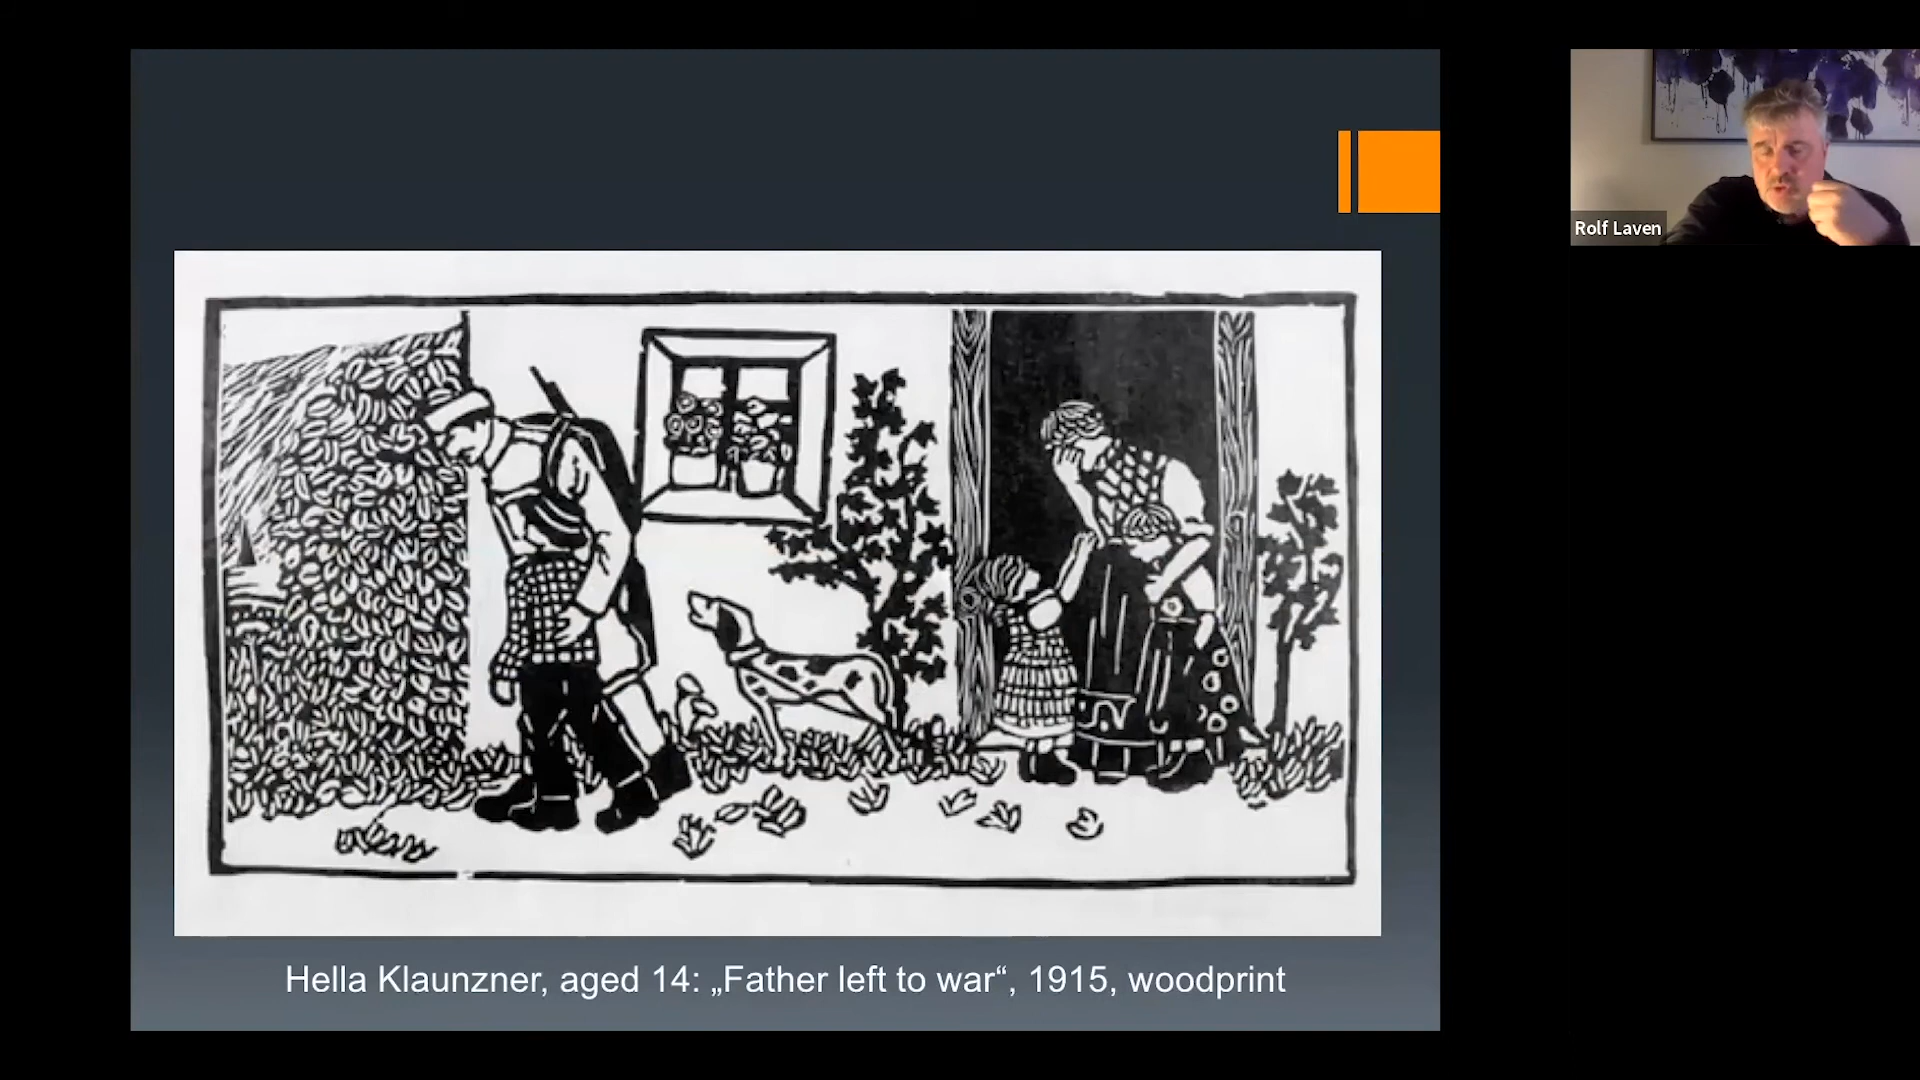 Rolf Laven
Hella Klaunzner, aged 14: „Father left to war“, 1915, woodprint